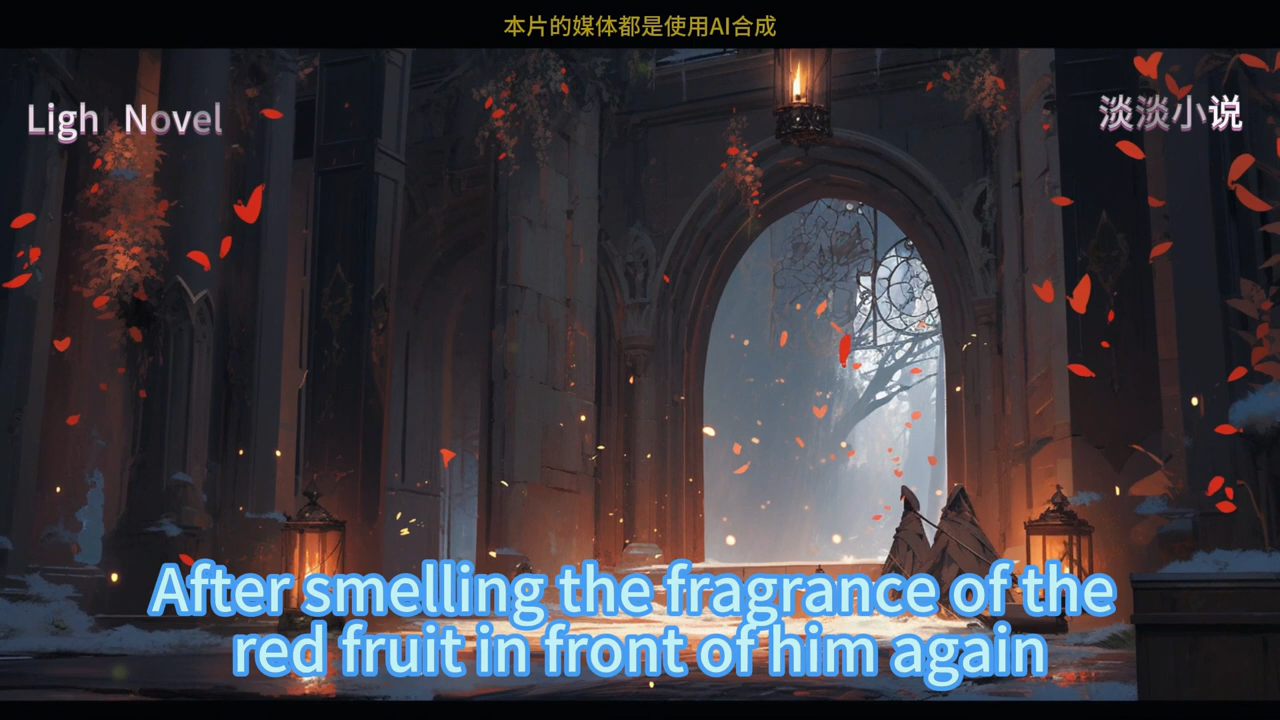 本片的媒体都是使用AI合成
Ligh Novel
淡淡小说
After smelling the fragrance of the
red fruit in front of him again